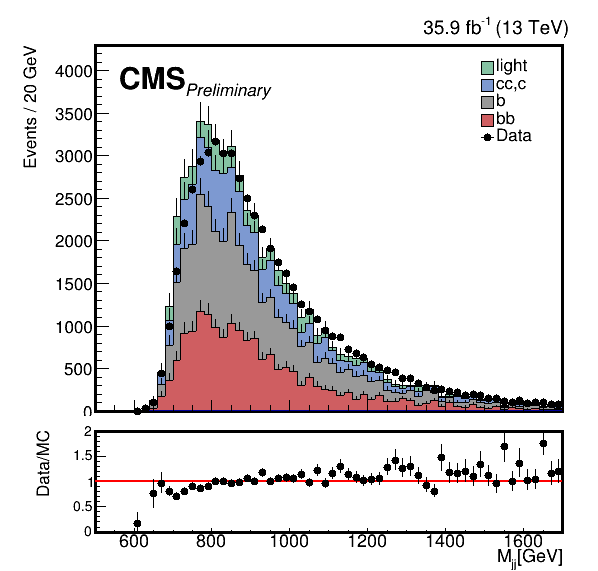 35.9 fb-1 (13 TeV)
CMS Preliminary
Events / 20 GeV
4000
3500
3000
2500
2000
1500
1000
500
0
light
cc,c
b
bb
Data
Data/MC
2
1.5
1
0.5
0
600 800 1000 1200 1400 1600
Mjj[GeV]